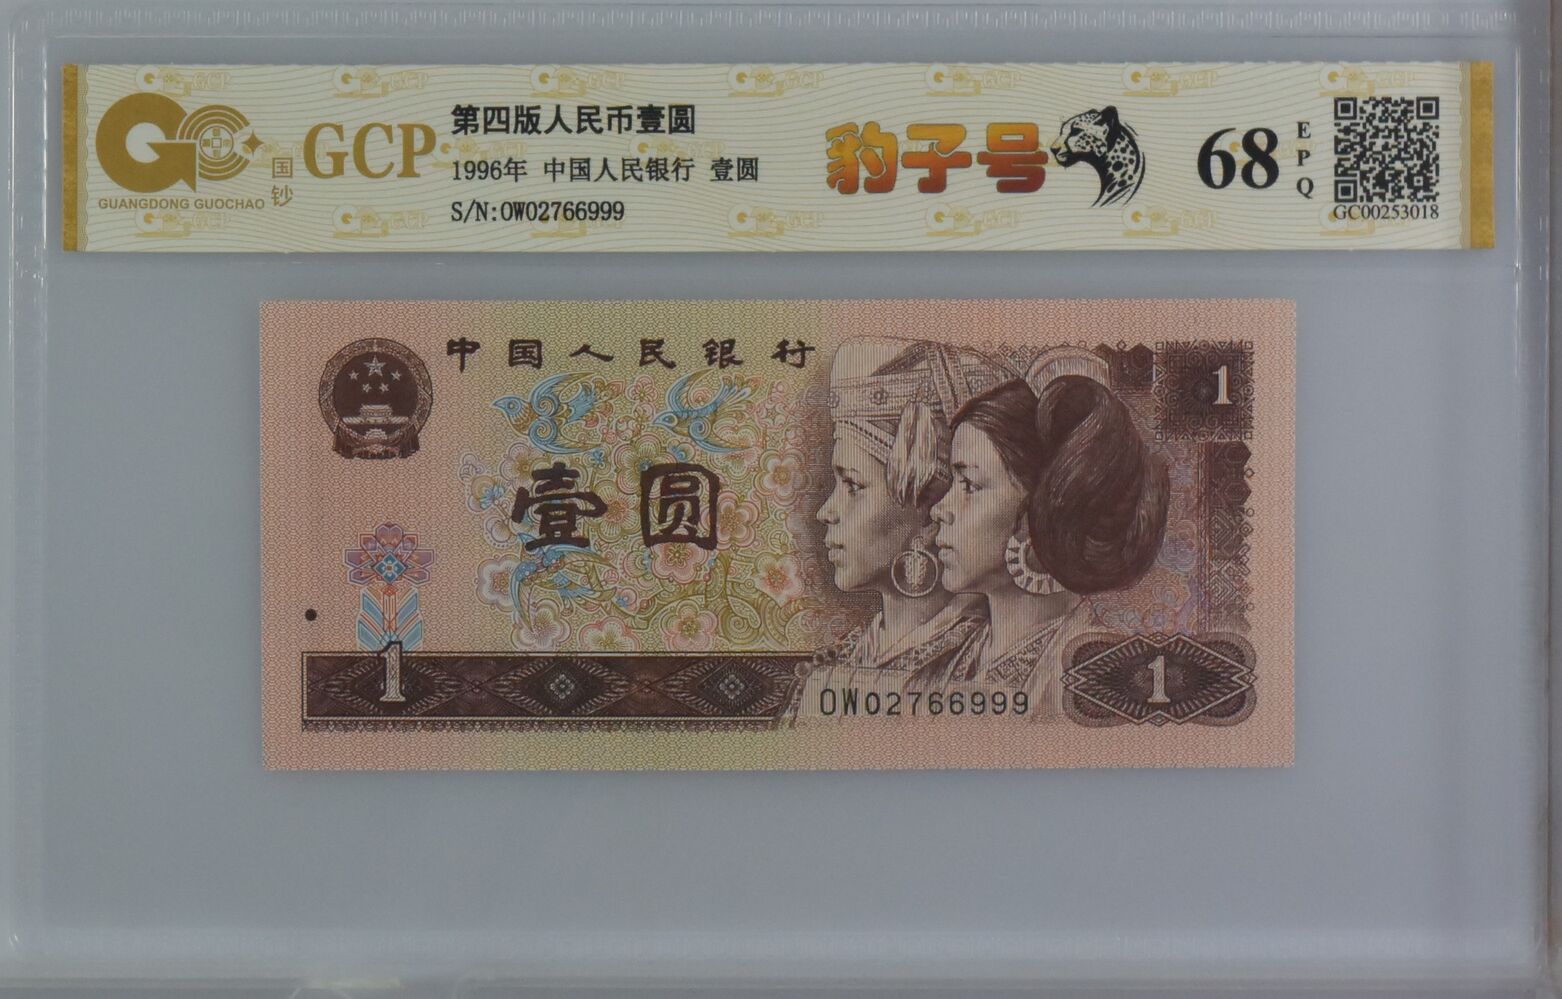 GCP
GUANGDONG GUOCHAO
国钞
第四版人民币壹圆
1996年 中国人民银行 壹圆
S/N:OW02766999
豹子号
68
EPQ
GC00253018
中国人民银行
1
壹圆
1
OW02766999
1